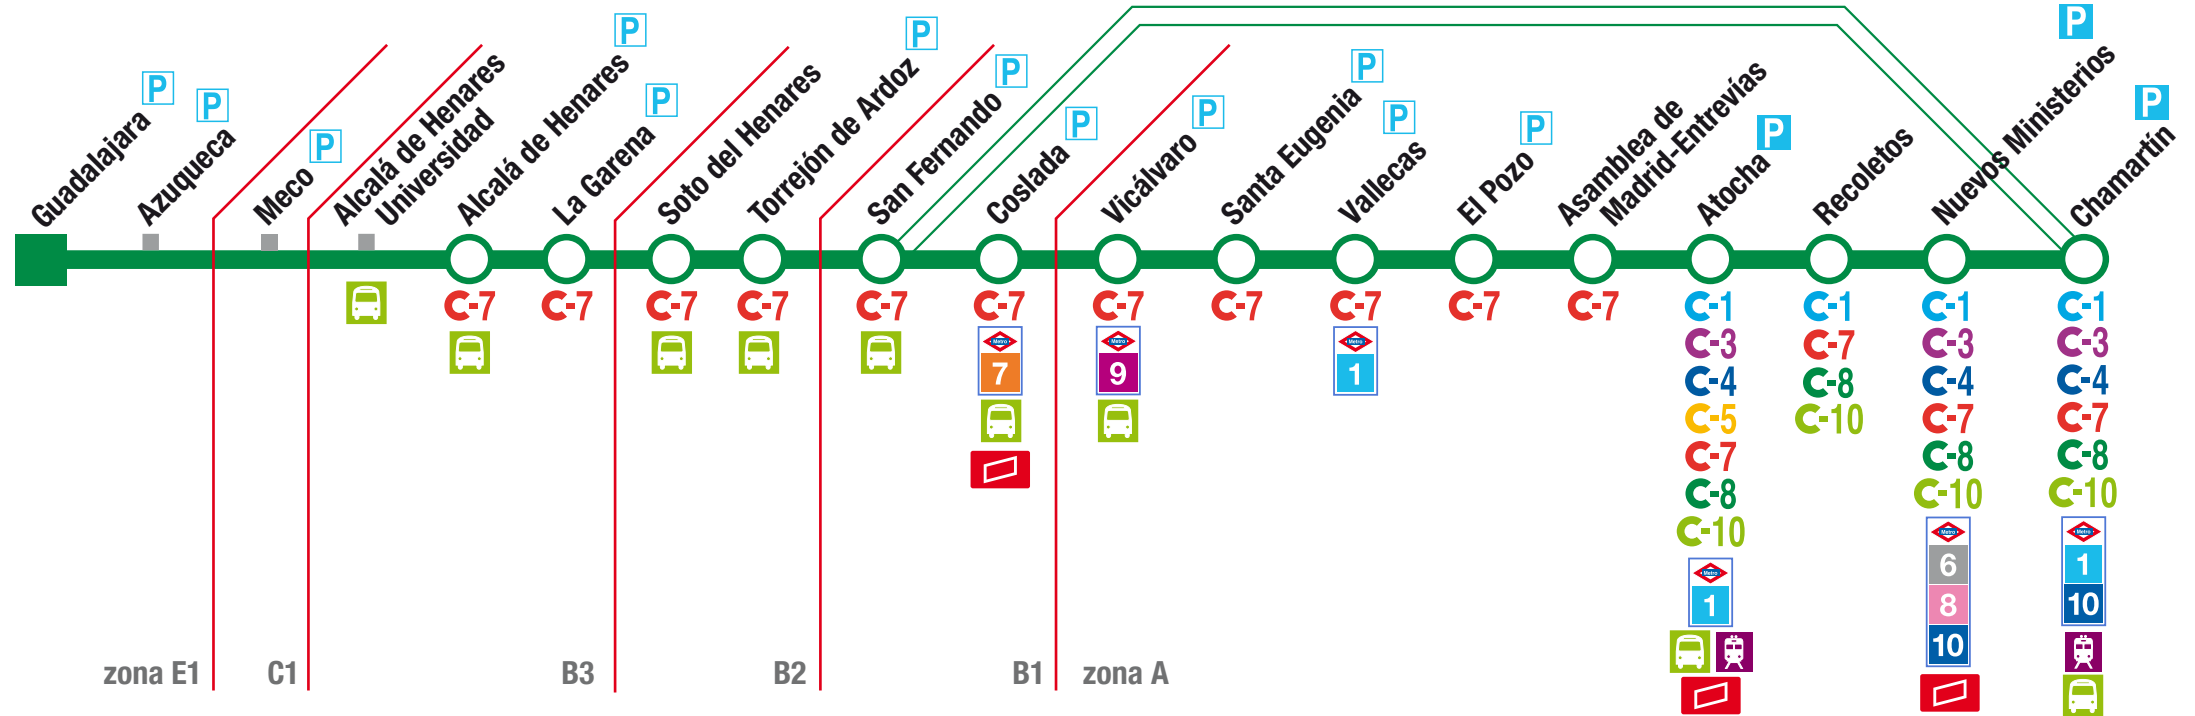 Guadalajara
P
Azuqueca
P
Meco
P
Alcalá de Henares
Universidad
Alcalá de Henares
P
La Garena
P
Soto del Henares
Torrejón de Ardoz
P
San Fernando
P
Coslada
P
Vicálvaro
P
Santa Eugenia
P
Vallecas
P
El Pozo
P
Asamblea de
Madrid-Entrevías
Atocha
P
Recoletos
Nuevos Ministerios
P
Chamartín
P
C-7
C-7
C-7
C-7
C-7
C-7
Metro
7
C-7
Metro
9
C-7
C-7
Metro
1
C-7
C-7
C-1
C-3
C-4
C-5
C-7
C-8
C-10
Metro
1
C-1
C-7
C-8
C-10
C-1
C-3
C-4
C-7
C-8
C-10
Metro
6
8
10
C-1
C-3
C-4
C-7
C-8
C-10
Metro
1
10
zona E1
C1
B3
B2
B1
zona A